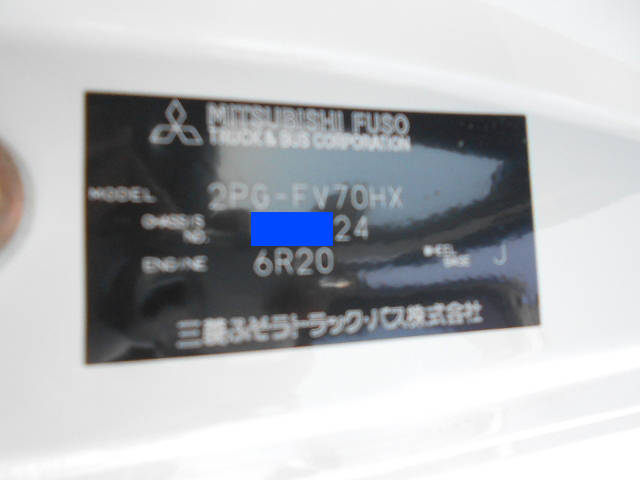 MITSUBISHI FUSO
TRUCK & BUS CORPORATION
MODEL 2PG-FV70HX
CHASSIS NO. 24
ENGINE 6R20 WHEEL BASE J
三菱ふそうトラック・バス株式会社